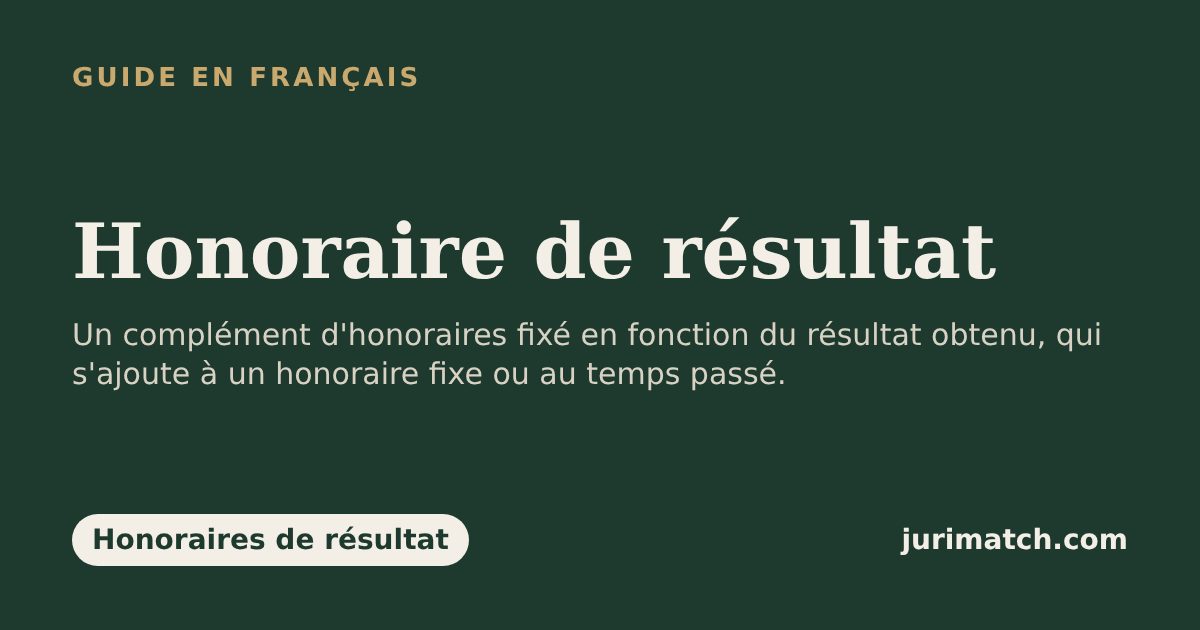 GUIDE EN FRANÇAIS
Honoraire de résultat
Un complément d'honoraires fixé en fonction du résultat obtenu, qui
s'ajoute à un honoraire fixe ou au temps passé.
Honoraires de résultat
jurimatch.com